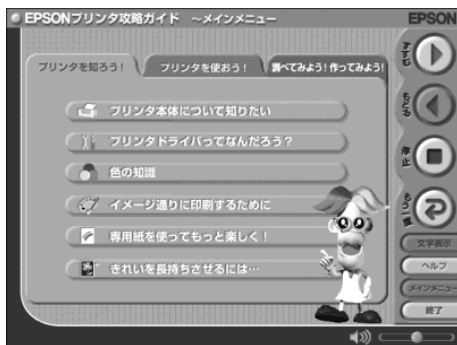 EPSONプリンタ攻略ガイド ～メインメニュー
EPSON
プリンタを知ろう!
プリンタを使おう!
調べてみよう!作ってみよう!
プリンタ本体について知りたい
プリンタドライバってなんだろう?
色の知識
イメージ通りに印刷するために
専用紙を使ってもっと楽しく!
きれいを長持ちさせるには…
すすむ
もどる
停止
もう一度
文字表示
ヘルプ
メインメニュー
終了